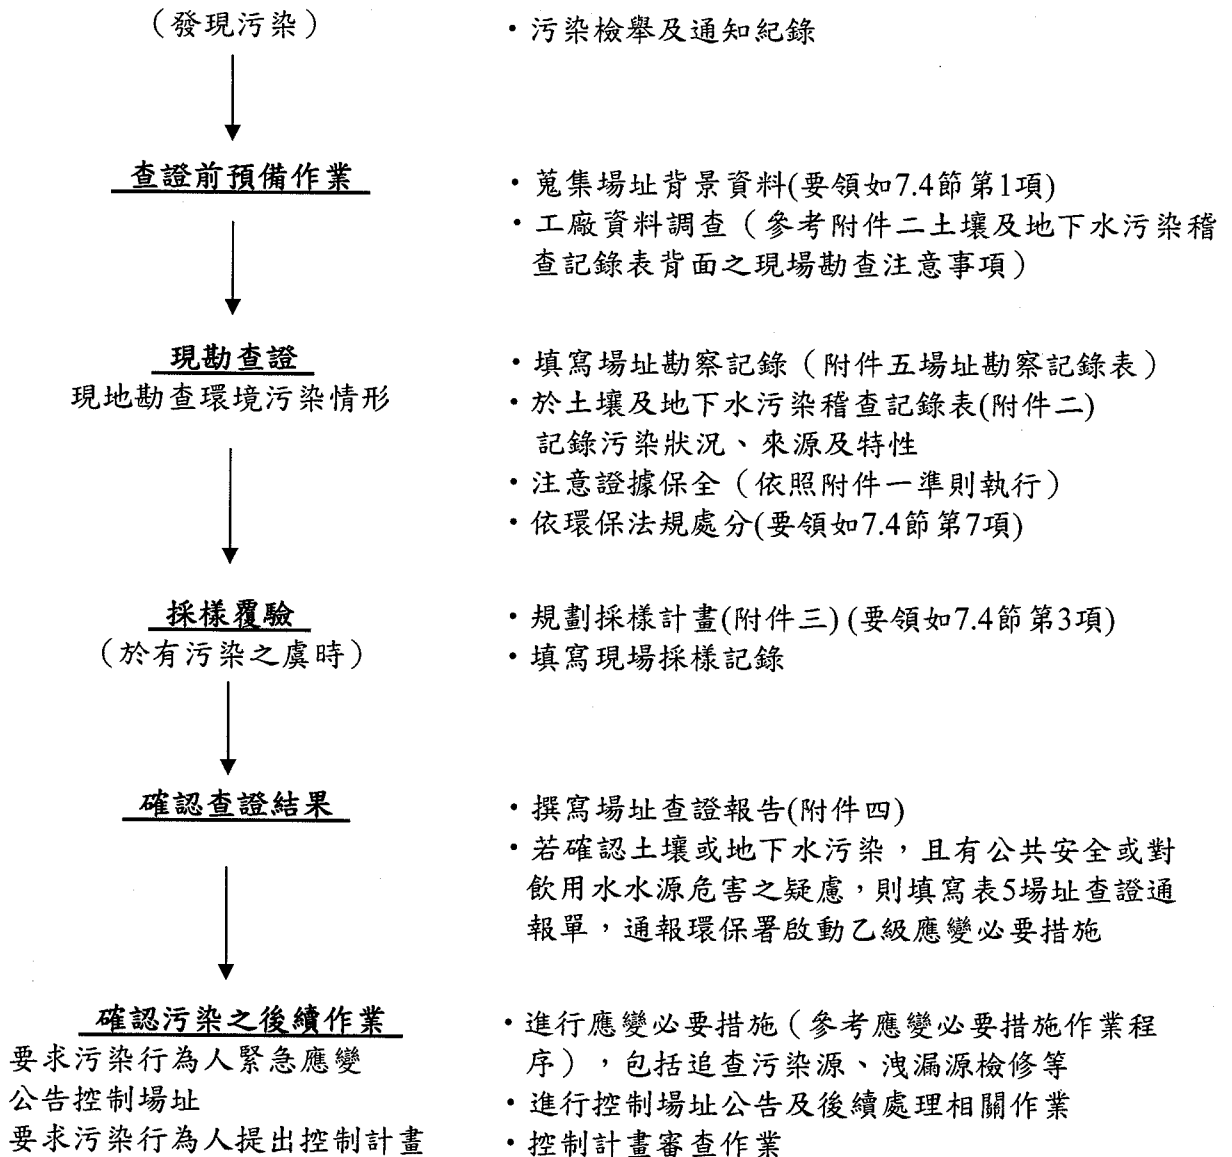 （發現污染）
・污染檢舉及通知紀錄
查證前預備作業
・蒐集場址背景資料(要領如7.4節第1項)
・工廠資料調查（參考附件二土壤及地下水污染稽
查記錄表背面之現場勘查注意事項）
現勘查證
現地勘查環境污染情形
・填寫場址勘察記錄（附件五場址勘察記錄表）
・於土壤及地下水污染稽查記錄表(附件二)
記錄污染狀況、來源及特性
・注意證據保全（依照附件一準則執行）
・依環保法規處分(要領如7.4節第7項)
採樣覆驗
（於有污染之虞時）
・規劃採樣計畫(附件三) (要領如7.4節第3項)
・填寫現場採樣記錄
確認查證結果
・撰寫場址查證報告(附件四)
・若確認土壤或地下水污染，且有公共安全或對
飲用水水源危害之疑慮，則填寫表5場址查證通
報單，通報環保署啟動乙級應變必要措施
確認污染之後續作業
要求污染行為人緊急應變
公告控制場址
要求污染行為人提出控制計畫
・進行應變必要措施（參考應變必要措施作業程
序），包括追查污染源、洩漏源檢修等
・進行控制場址公告及後續處理相關作業
・控制計畫審查作業